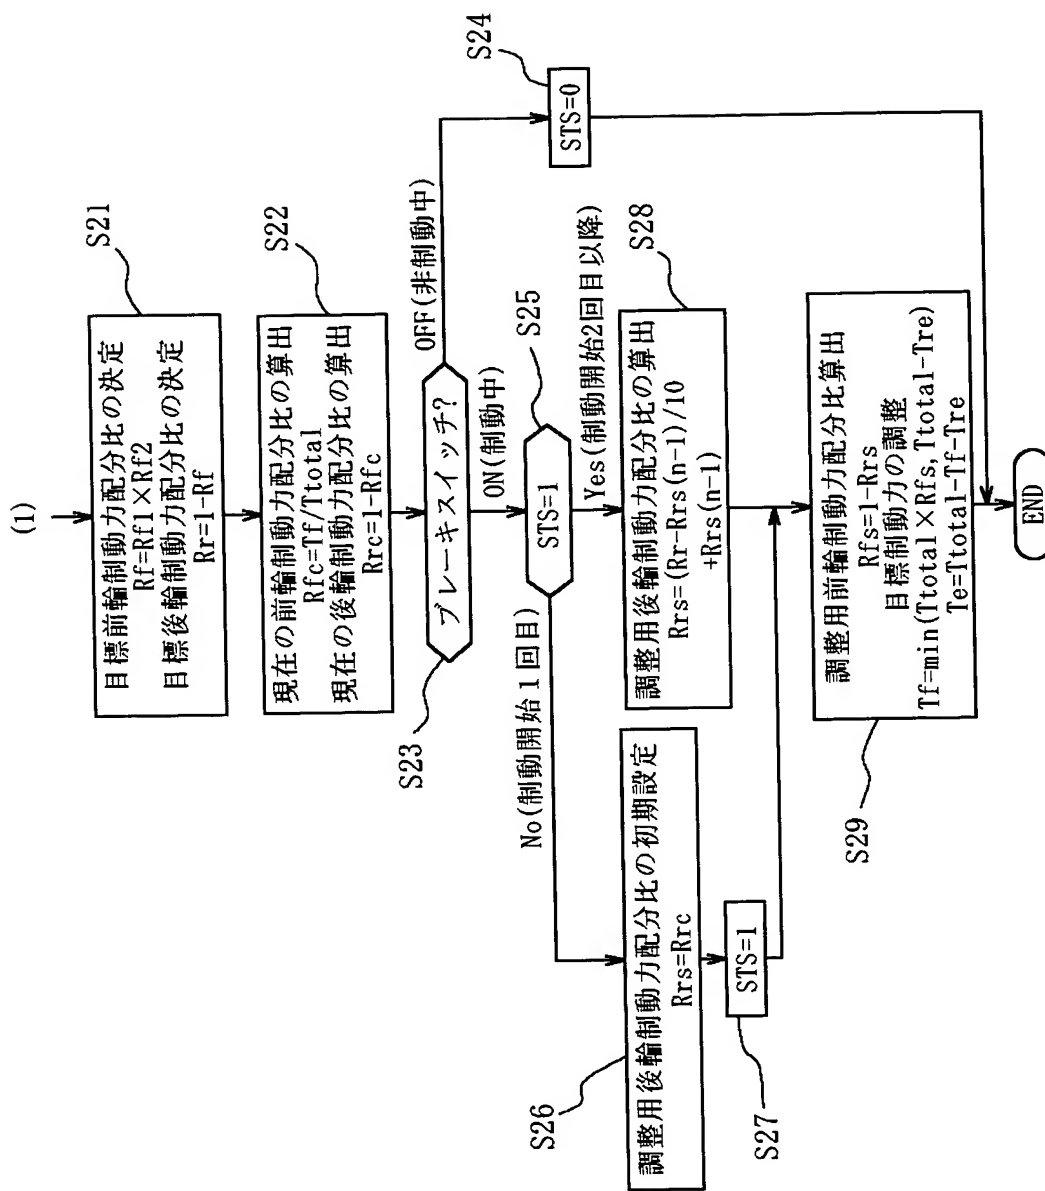 (1)
S21
目標前輪制動力配分比の決定
Rf=Rf1×Rf2
目標後輪制動力配分比の決定
Rr=1-Rf
S22
現在の前輪制動力配分比の算出
Rfc=Tf/Ttotal
現在の後輪制動力配分比の算出
Rrc=1-Rfc
S23
ブレーキスイッチ?
OFF(非制動中)
ON(制動中)
S24
STS=0
S25
STS=1
No(制動開始1回目)
Yes(制動開始2回目以降)
S26
調整用後輪制動力配分比の初期設定
Rrs=Rrc
S27
STS=1
S28
調整用後輪制動力配分比の算出
Rrs=(Rr-Rrs(n-1)/10
+Rrs(n-1)
S29
調整用前輪制動力配分比算出
Rfs=1-Rrs
目標制動力の調整
Tf=min(Ttotal×Rfs,Ttotal-Tre)
Te=Ttotal-Tf-Tre
END